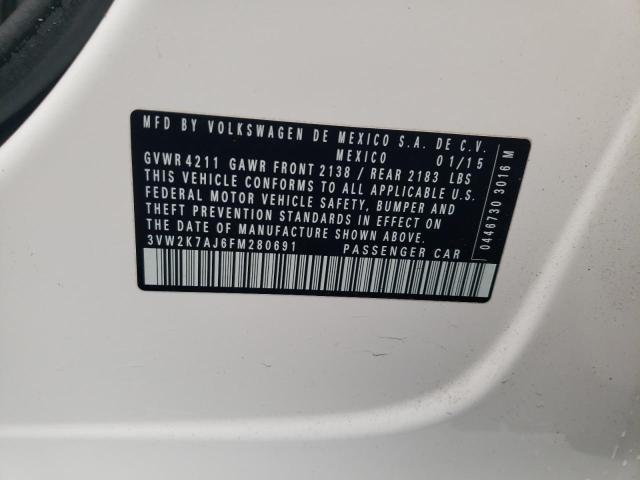 MFD BY VOLKSWAGEN DE MEXICO S.A. DE C.V.
MEXICO 01/15
GVWR 4211 GAWR FRONT 2138 / REAR 2183 LBS
THIS VEHICLE CONFORMS TO ALL APPLICABLE U.S.
FEDERAL MOTOR VEHICLE SAFETY, BUMPER AND
THEFT PREVENTION STANDARDS IN EFFECT ON THE
DATE OF MANUFACTURE SHOWN ABOVE.
3VW2K7AJ6FM280691 PASSENGER CAR
0446730 3016 M